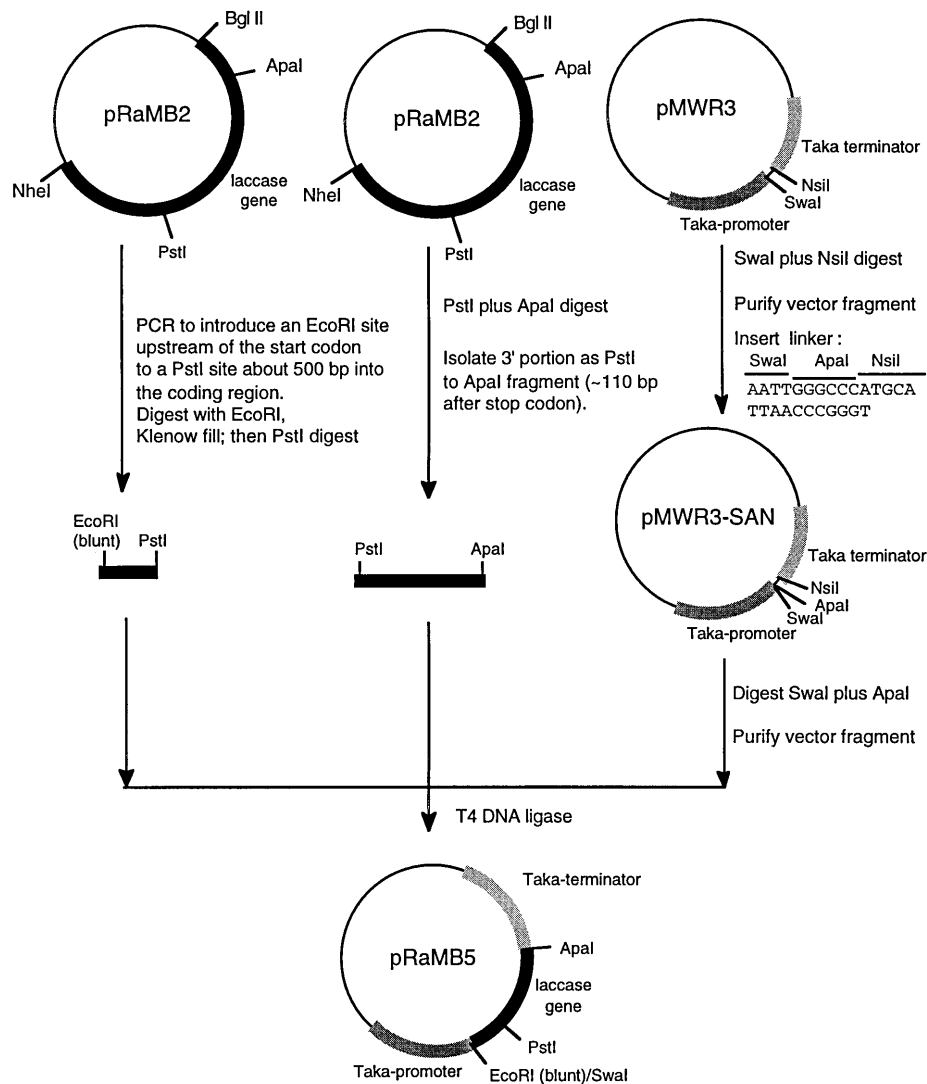 Bgl II
ApaI
pRaMB2
NheI
laccase
gene
PstI
Bgl II
ApaI
pRaMB2
NheI
laccase
gene
PstI
pMWR3
Taka terminator
NsiI
SwaI
Taka-promoter
PCR to introduce an EcoRI site
upstream of the start codon
to a PstI site about 500 bp into
the coding region.
Digest with EcoRI,
Klenow fill; then PstI digest
PstI plus ApaI digest
Isolate 3' portion as PstI
to ApaI fragment (~110 bp
after stop codon).
SwaI plus NsiI digest
Purify vector fragment
Insert linker :
SwaI ApaI NsiI
AATTGGGCCCATGCA
TTAACCCGGGT
EcoRI
(blunt) PstI
PstI ApaI
pMWR3-SAN
Taka terminator
NsiI
ApaI
SwaI
Taka-promoter
Digest SwaI plus ApaI
Purify vector fragment
T4 DNA ligase
Taka-terminator
pRaMB5
ApaI
laccase
gene
PstI
Taka-promoter
EcoRI (blunt)/SwaI